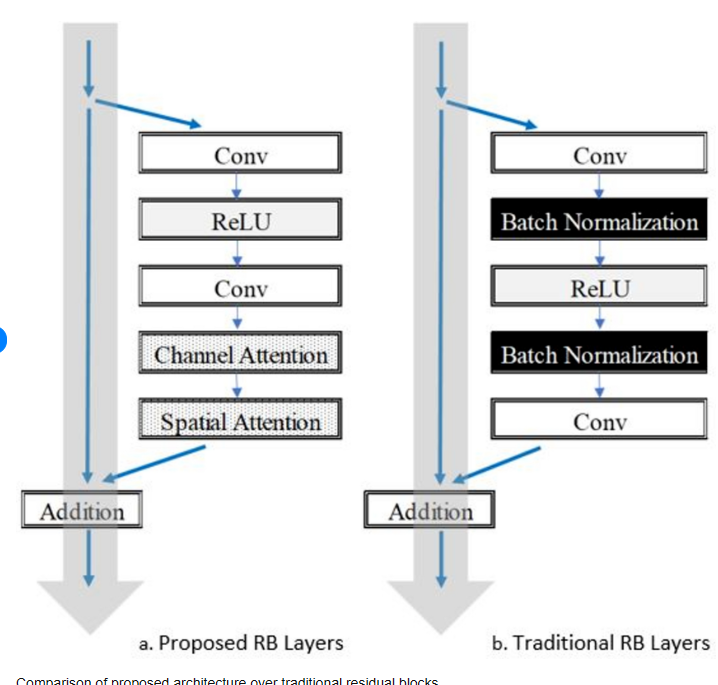 Conv
ReLU
Conv
Channel Attention
Spatial Attention
Addition
a. Proposed RB Layers
Conv
Batch Normalization
ReLU
Batch Normalization
Conv
Addition
b. Traditional RB Layers
Comparison of proposed architecture over traditional residual blocks